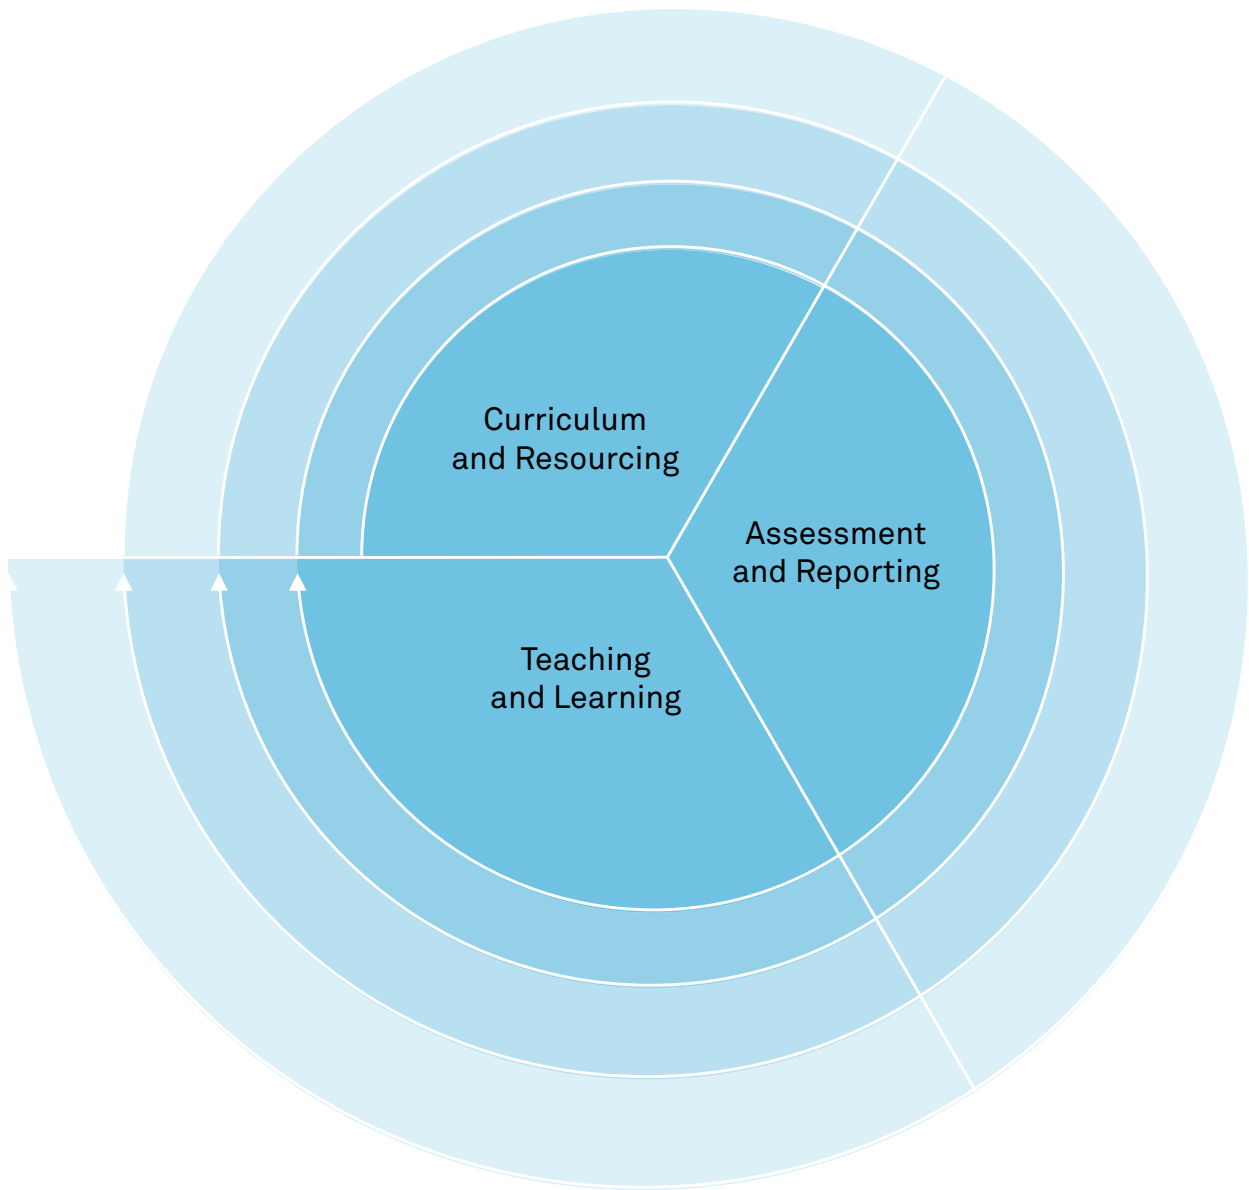 Curriculum
and Resourcing
Assessment
and Reporting
Teaching
and Learning